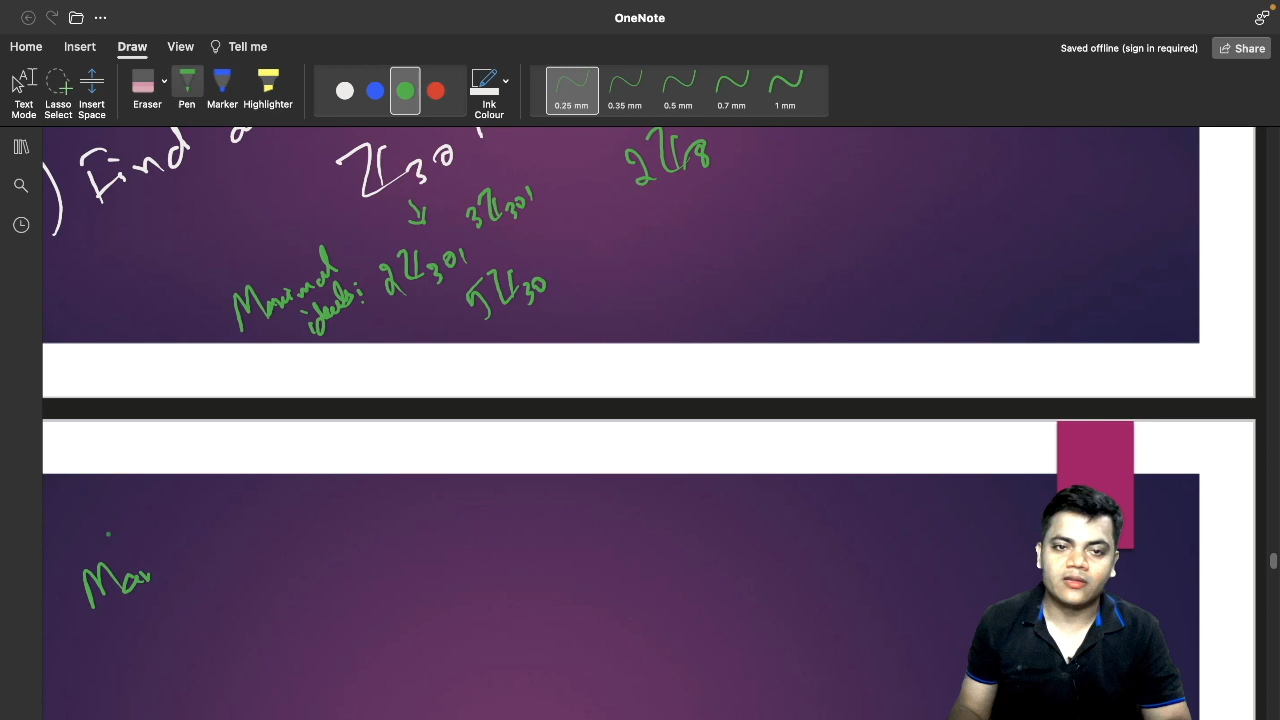 OneNote
Home Insert Draw View Tell me
Saved offline (sign in required) Share
Text Mode
Lasso Select
Insert Space
Eraser
Pen
Marker
Highlighter
Ink Colour
0.25 mm 0.35 mm 0.5 mm 0.7 mm 1 mm
) Find
ℤ30
2ℤ8
3ℤ30,
Maximal ideals: 2ℤ30,
5ℤ30
Max